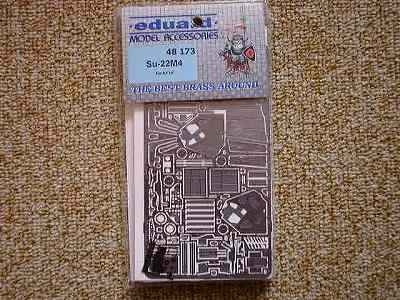 eduard
MODEL ACCESSORIES
48 173
Su-22M4
THE BEST BRASS AROUND